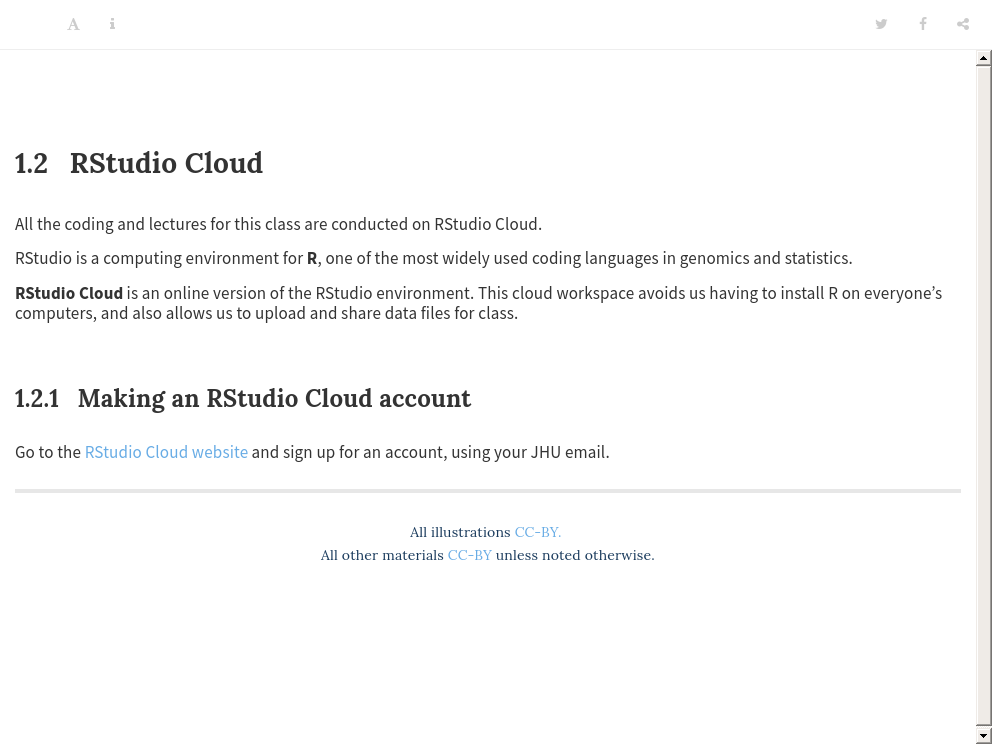 1.2 RStudio Cloud
All the coding and lectures for this class are conducted on RStudio Cloud.
RStudio is a computing environment for R, one of the most widely used coding languages in genomics and statistics.
RStudio Cloud is an online version of the RStudio environment. This cloud workspace avoids us having to install R on everyone’s
computers, and also allows us to upload and share data files for class.
1.2.1 Making an RStudio Cloud account
Go to the RStudio Cloud website and sign up for an account, using your JHU email.
All illustrations CC-BY.
All other materials CC-BY unless noted otherwise.